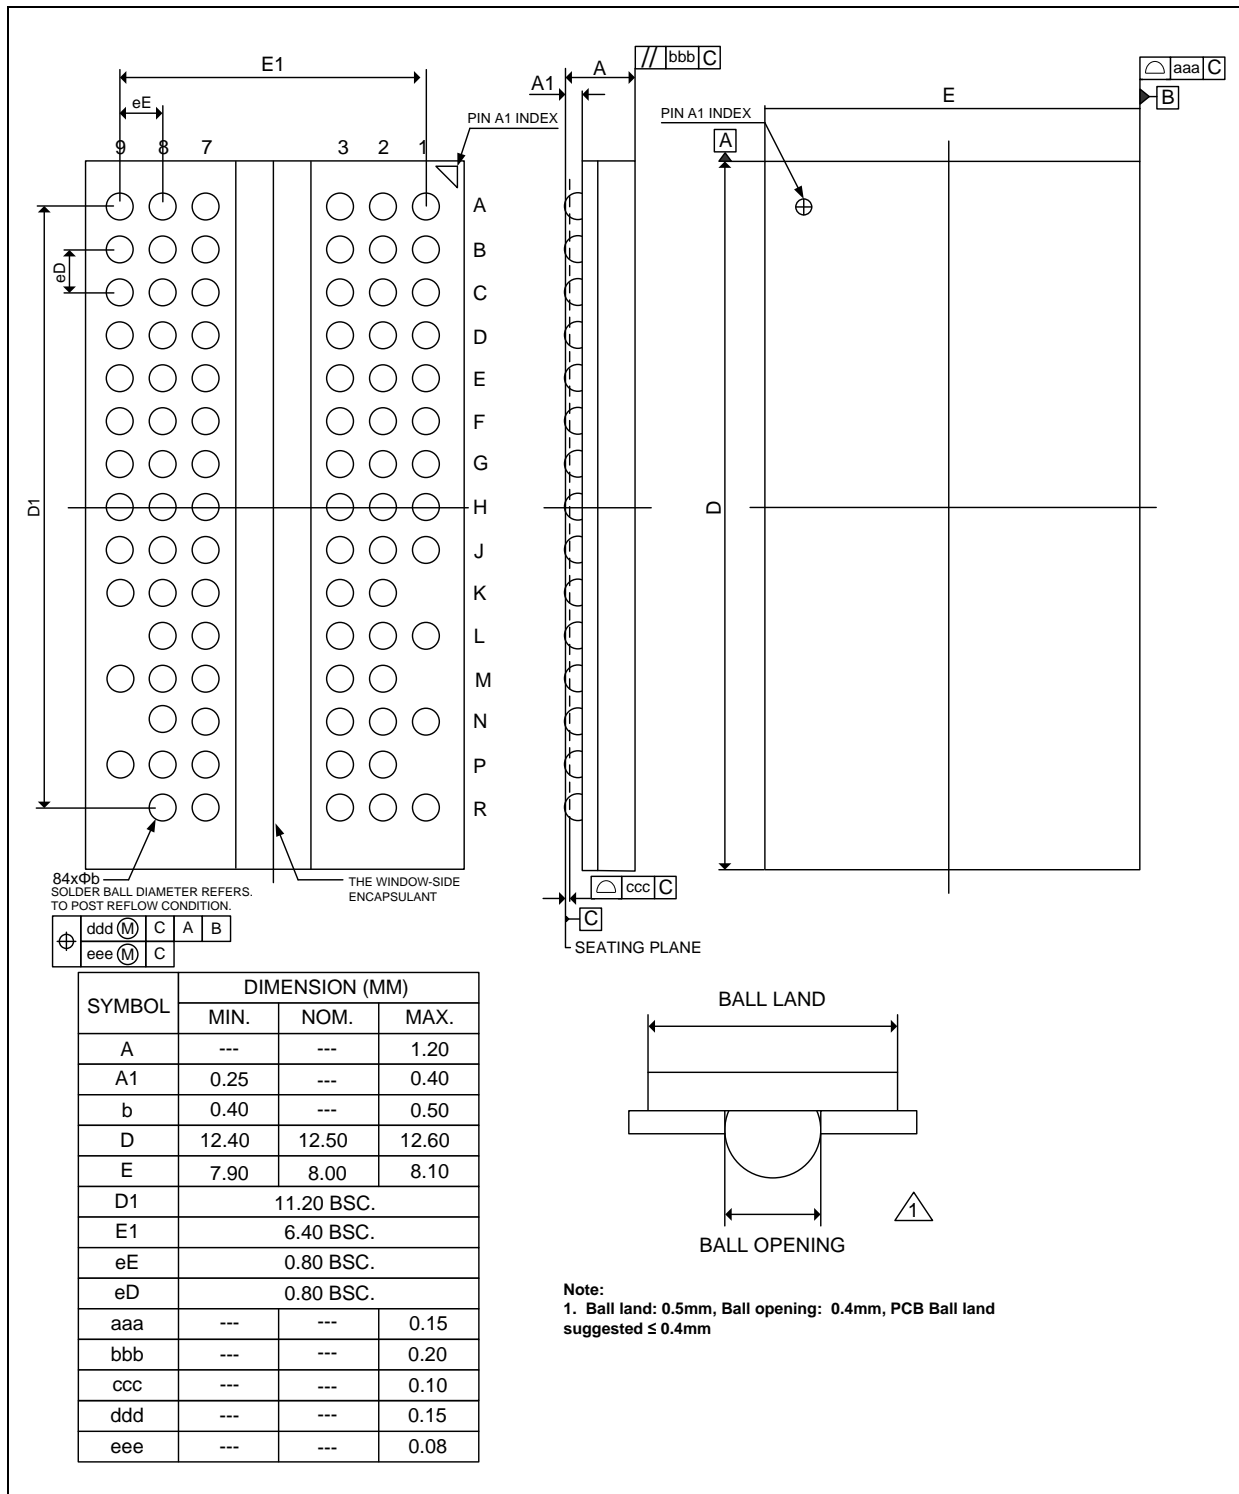 E1
eE
9 8 7 3 2 1
PIN A1 INDEX
A
B
C
D
E
F
G
H
J
K
L
M
N
P
R
eD
D1
84xΦb
SOLDER BALL DIAMETER REFERS.
TO POST REFLOW CONDITION.
ddd Ⓜ C A B
eee Ⓜ C
THE WINDOW-SIDE
ENCAPSULANT
A
A1
// bbb C
ccc C
C
SEATING PLANE
aaa C
B
E
PIN A1 INDEX
A
D
SYMBOL DIMENSION (MM)
MIN. NOM. MAX.
A --- --- 1.20
A1 0.25 --- 0.40
b 0.40 --- 0.50
D 12.40 12.50 12.60
E 7.90 8.00 8.10
D1 11.20 BSC.
E1 6.40 BSC.
eE 0.80 BSC.
eD 0.80 BSC.
aaa --- --- 0.15
bbb --- --- 0.20
ccc --- --- 0.10
ddd --- --- 0.15
eee --- --- 0.08
BALL LAND
1
BALL OPENING
Note:
1. Ball land: 0.5mm, Ball opening: 0.4mm, PCB Ball land
suggested ≤ 0.4mm